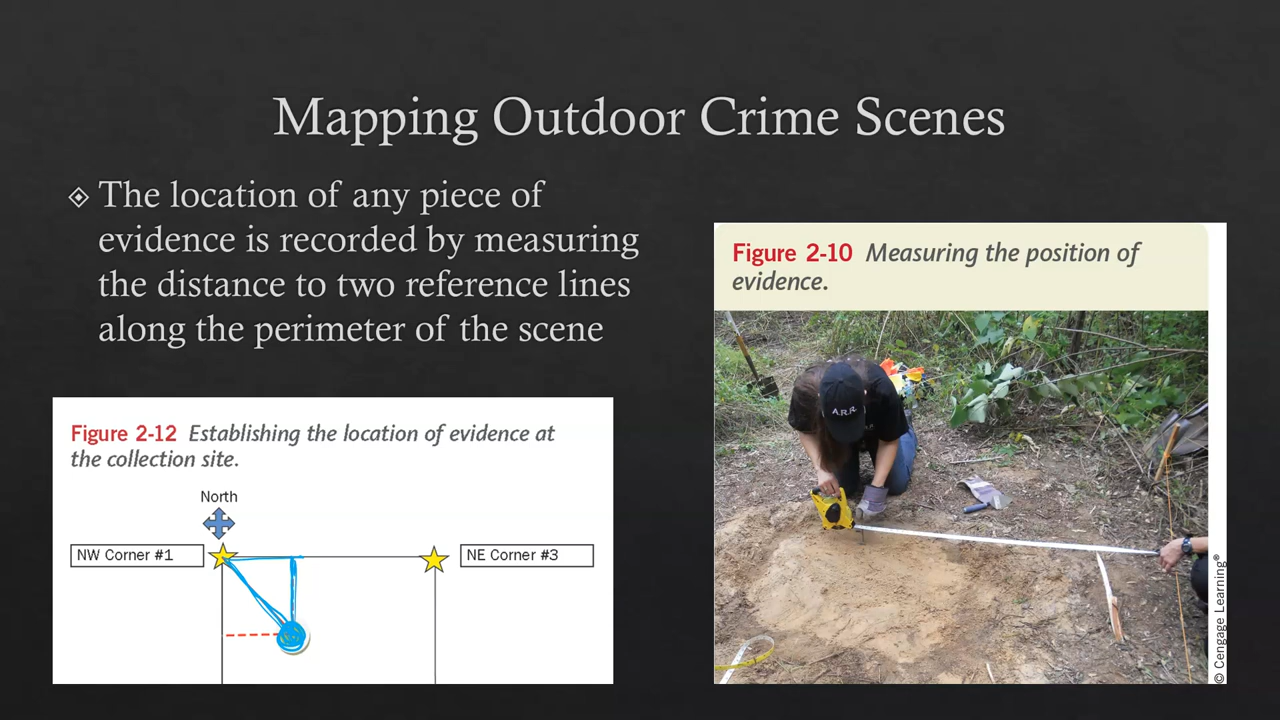 Mapping Outdoor Crime Scenes
The location of any piece of
evidence is recorded by measuring
the distance to two reference lines
along the perimeter of the scene
Figure 2-12 Establishing the location of evidence at
the collection site.
North
NW Corner #1
NE Corner #3
Figure 2-10 Measuring the position of
evidence.
A.R.R.
© Cengage Learning®